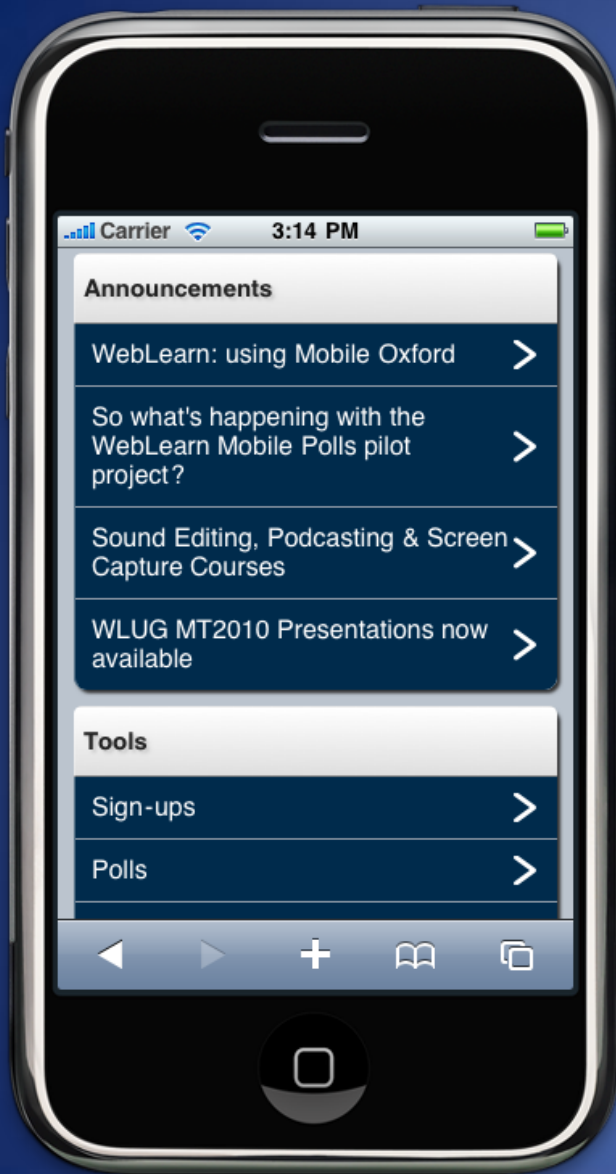 Carrier 3:14 PM
Announcements
WebLearn: using Mobile Oxford
So what's happening with the
WebLearn Mobile Polls pilot
project?
Sound Editing, Podcasting & Screen
Capture Courses
WLUG MT2010 Presentations now
available
Tools
Sign-ups
Polls